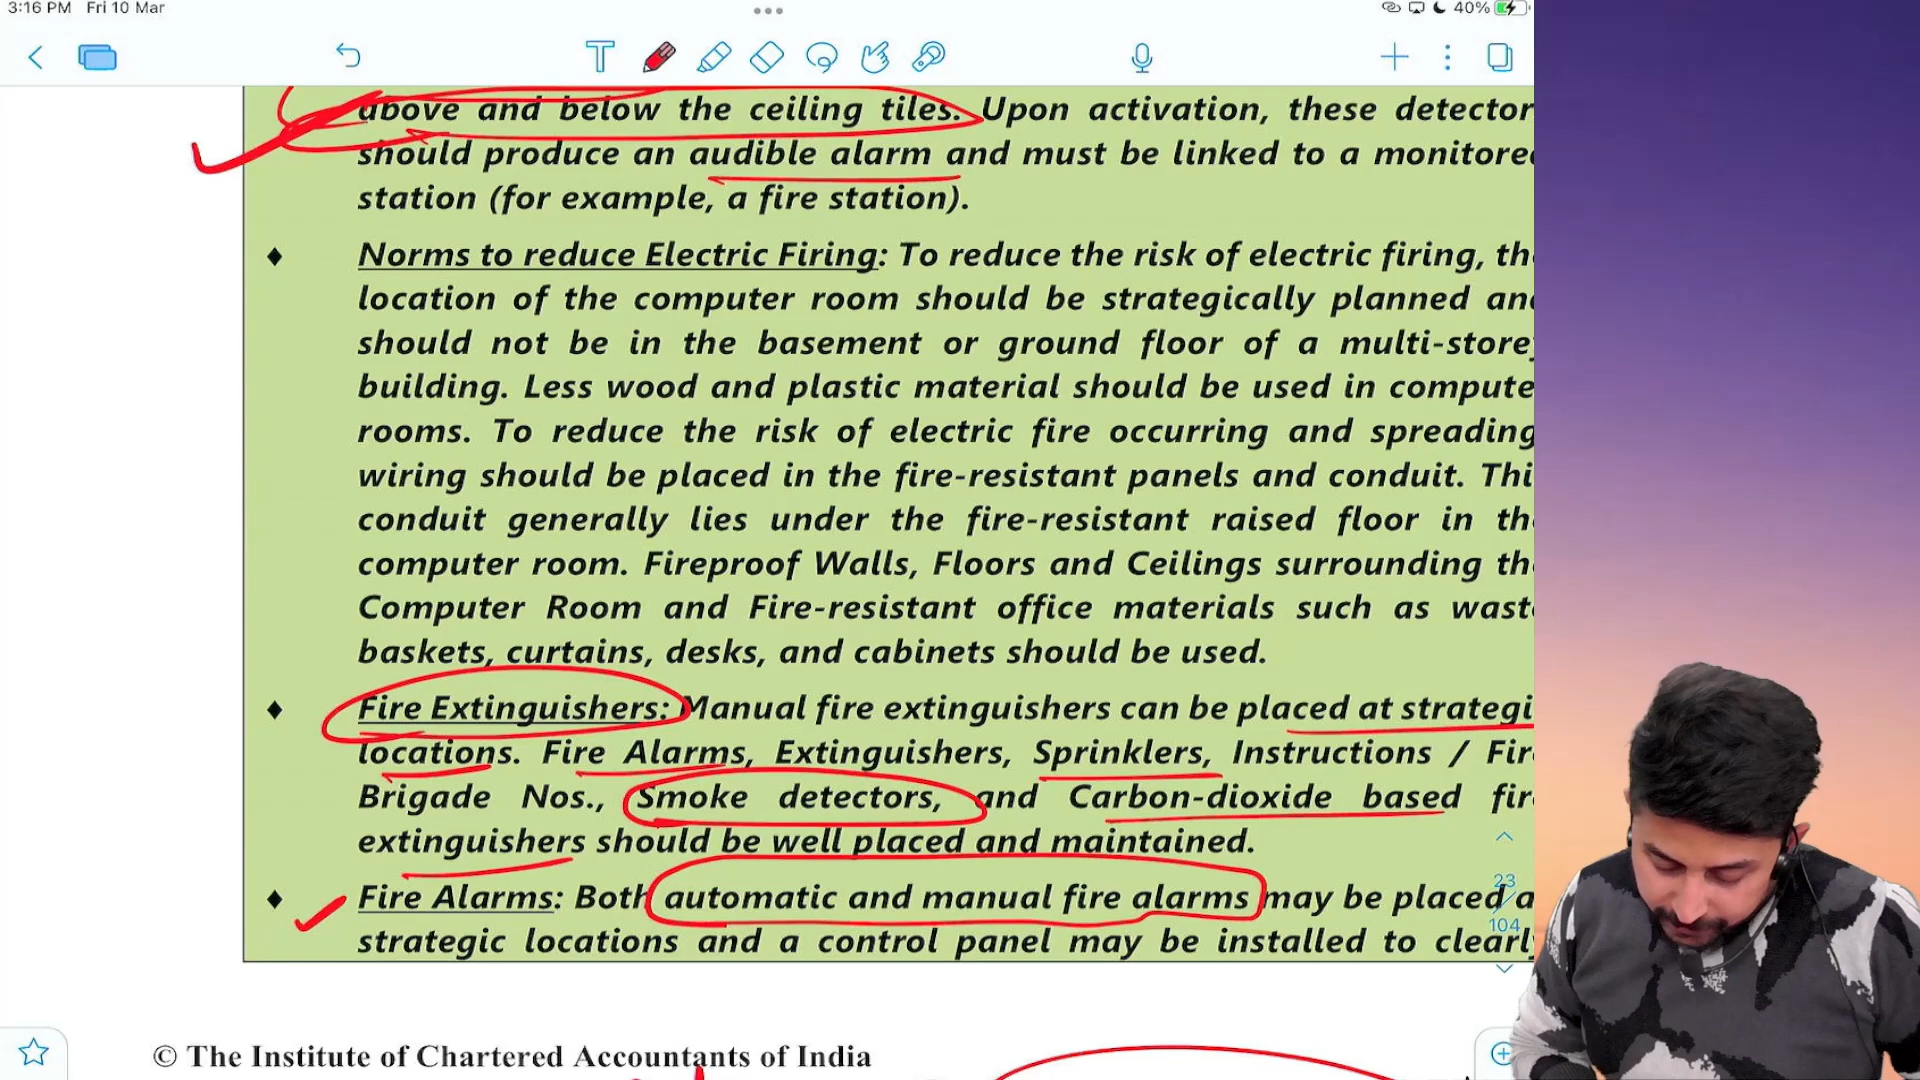 3:16 PM Fri 10 Mar
40%
above and below the ceiling tiles. Upon activation, these detector
should produce an audible alarm and must be linked to a monitored
station (for example, a fire station).
♦ Norms to reduce Electric Firing: To reduce the risk of electric firing, the
location of the computer room should be strategically planned and
should not be in the basement or ground floor of a multi-storey
building. Less wood and plastic material should be used in compute
rooms. To reduce the risk of electric fire occurring and spreading
wiring should be placed in the fire-resistant panels and conduit. Thi
conduit generally lies under the fire-resistant raised floor in the
computer room. Fireproof Walls, Floors and Ceilings surrounding the
Computer Room and Fire-resistant office materials such as waste
baskets, curtains, desks, and cabinets should be used.
♦ Fire Extinguishers: Manual fire extinguishers can be placed at strategi
locations. Fire Alarms, Extinguishers, Sprinklers, Instructions / Fire
Brigade Nos., Smoke detectors, and Carbon-dioxide based fire
extinguishers should be well placed and maintained.
♦ Fire Alarms: Both automatic and manual fire alarms may be placed a
strategic locations and a control panel may be installed to clearly
23
/
104
© The Institute of Chartered Accountants of India